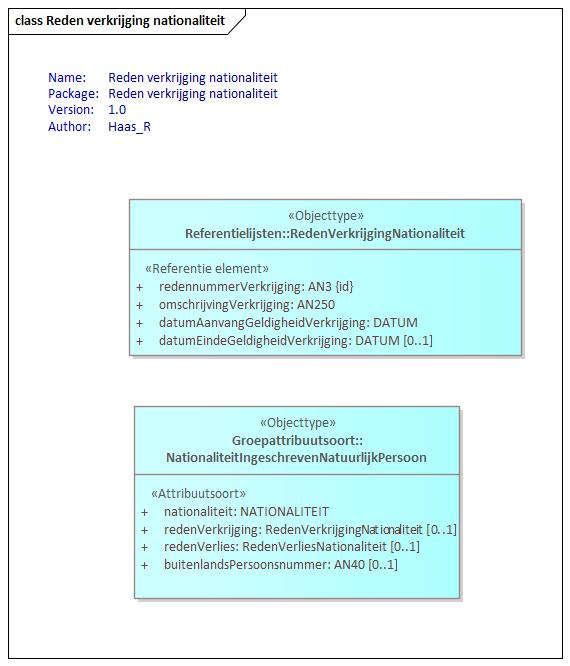 class Reden verkrijging nationaliteit
Name: Reden verkrijging nationaliteit
Package: Reden verkrijging nationaliteit
Version: 1.0
Author: Haas_R
«Objecttype»
Referentielijsten::RedenVerkrijgingNationaliteit
«Referentie element»
+ redennummerVerkrijging: AN3 {id}
+ omschrijvingVerkrijging: AN250
+ datumAanvangGeldigheidVerkrijging: DATUM
+ datumEindeGeldigheidVerkrijging: DATUM [0..1]
«Objecttype»
Groepattribuutsoort::
NationaliteitIngeschrevenNatuurlijkPersoon
«Attribuutsoort»
+ nationaliteit: NATIONALITEIT
+ redenVerkrijging: RedenVerkrijgingNationaliteit [0..1]
+ redenVerlies: RedenVerliesNationaliteit [0..1]
+ buitenlandsPersoonsnummer: AN40 [0..1]